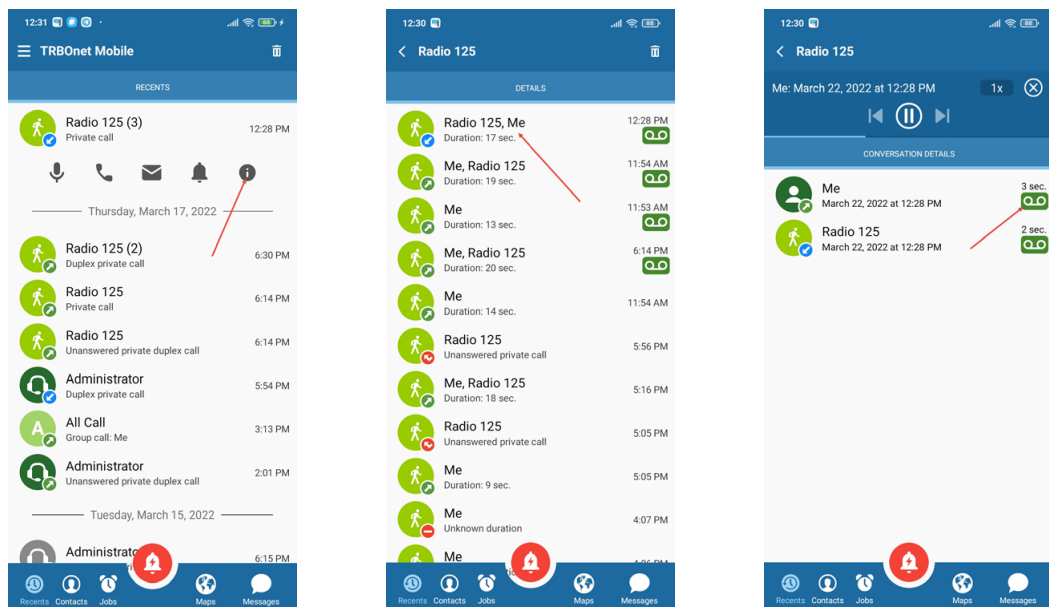 12:31
88
TRBOnet Mobile
RECENTS
Radio 125 (3)
Private call
12:28 PM
Thursday, March 17, 2022
Radio 125 (2)
Duplex private call
6:30 PM
Radio 125
Private call
6:14 PM
Radio 125
Unanswered private duplex call
6:14 PM
Administrator
Duplex private call
5:54 PM
A
All Call
Group call: Me
3:13 PM
Administrator
Unanswered private duplex call
2:01 PM
Tuesday, March 15, 2022
6:15 PM
Recents Contacts Jobs Maps Messages
12:30
88
Radio 125
DETAILS
Radio 125, Me
Duration: 17 sec.
12:28 PM
Me, Radio 125
Duration: 19 sec.
11:54 AM
Me
Duration: 13 sec.
11:53 AM
Me, Radio 125
Duration: 20 sec.
6:14 PM
Me
Duration: 14 sec.
11:54 AM
Radio 125
Unanswered private call
5:56 PM
Me, Radio 125
Duration: 18 sec.
5:16 PM
Radio 125
Unanswered private call
5:05 PM
Me
Duration: 9 sec.
5:05 PM
Me
Unknown duration
4:07 PM
Me
Recents Contacts Jobs Maps Messages
12:30
88
Radio 125
Me: March 22, 2022 at 12:28 PM
1x
CONVERSATION DETAILS
Me
March 22, 2022 at 12:28 PM
3 sec.
Radio 125
March 22, 2022 at 12:28 PM
2 sec.
Recents Contacts Jobs Maps Messages